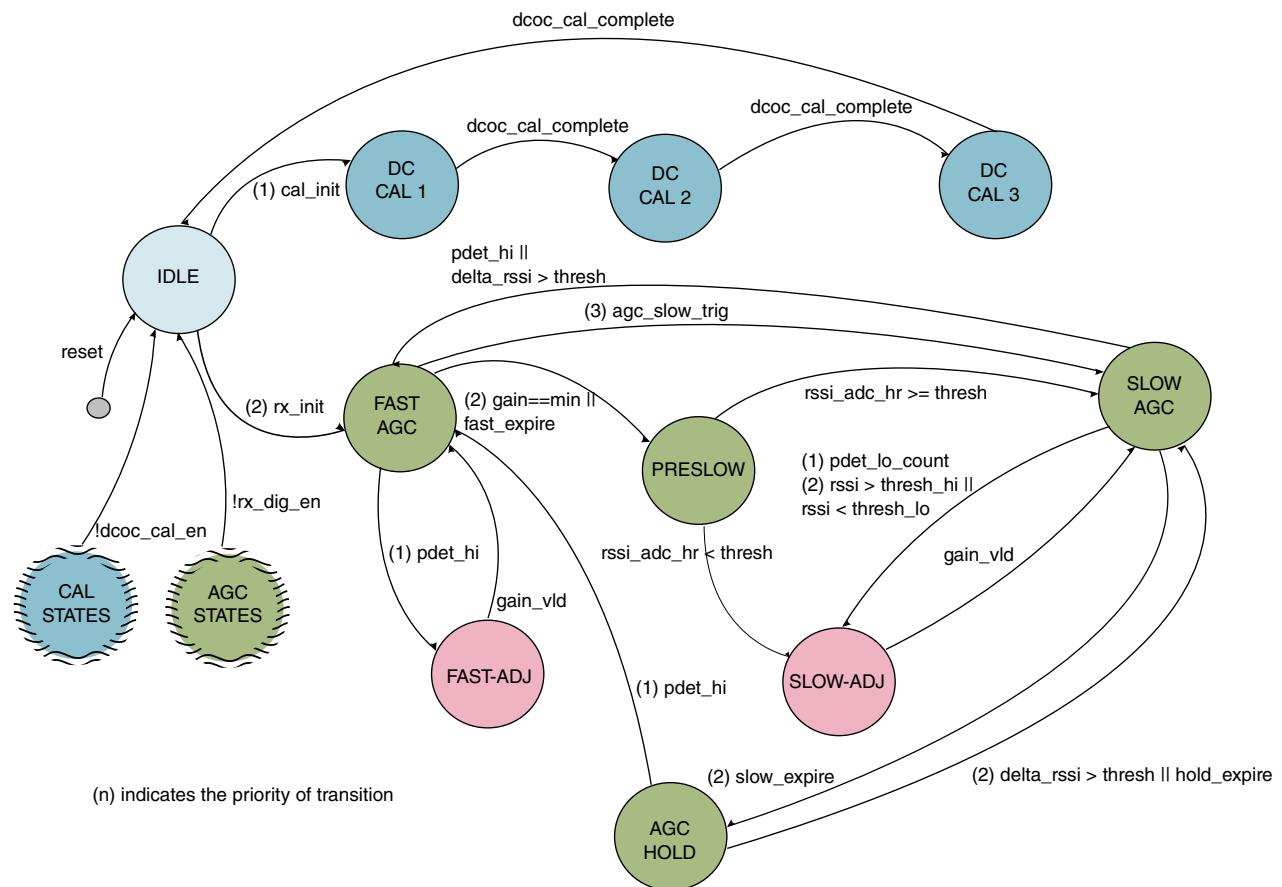 dcoc_cal_complete
dcoc_cal_complete
dcoc_cal_complete
DC
CAL 1
DC
CAL 2
DC
CAL 3
(1) cal_init
IDLE
pdet_hi ||
delta_rssi > thresh
(3) agc_slow_trig
reset
(2) rx_init
FAST
AGC
(2) gain==min ||
fast_expire
rssi_adc_hr >= thresh
SLOW
AGC
PRESLOW
(1) pdet_lo_count
(2) rssi > thresh_hi ||
rssi < thresh_lo
!rx_dig_en
!dcoc_cal_en
(1) pdet_hi
rssi_adc_hr < thresh
gain_vld
CAL
STATES
AGC
STATES
gain_vld
FAST-ADJ
SLOW-ADJ
(1) pdet_hi
(2) slow_expire
(2) delta_rssi > thresh || hold_expire
(n) indicates the priority of transition
AGC
HOLD